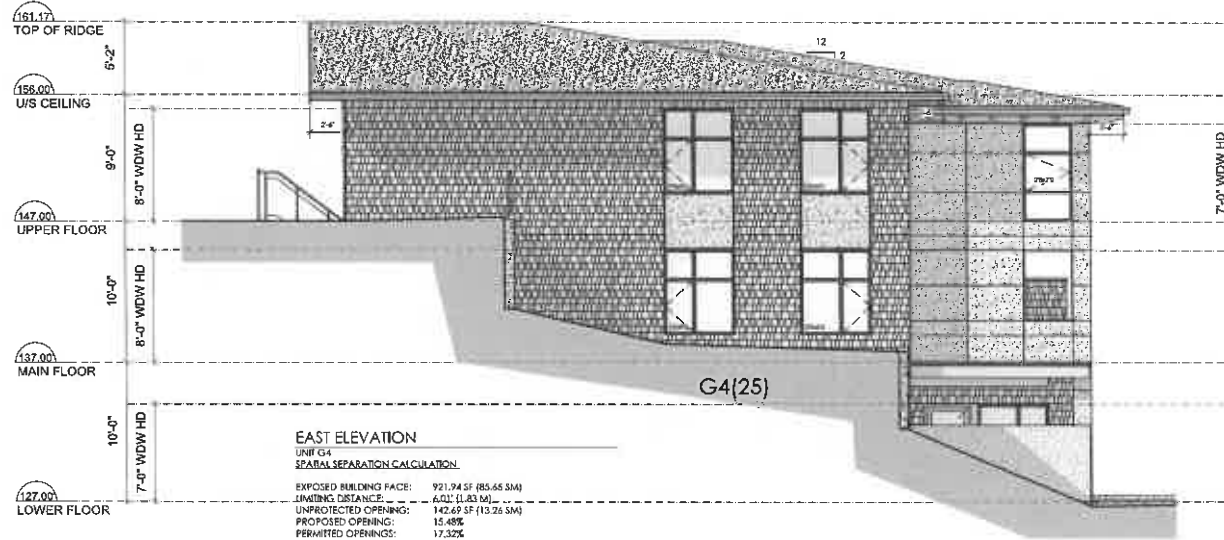 161.17
TOP OF RIDGE
5'-2"
12
2
156.00
U/S CEILING
2'-6"
9'-0"
8'-0" WDW HD
7'-0" WDW HD
147.00
UPPER FLOOR
10'-0"
8'-0" WDW HD
137.00
MAIN FLOOR
G4(25)
10'-0"
7'-0" WDW HD
127.00
LOWER FLOOR
EAST ELEVATION
UNIT G4
SPATIAL SEPARATION CALCULATION
EXPOSED BUILDING FACE: 921.94 SF (85.65 SM)
LIMITING DISTANCE: 6.01' (1.83 M)
UNPROTECTED OPENING: 142.69 SF (13.26 SM)
PROPOSED OPENING: 15.48%
PERMITTED OPENINGS: 17.32%